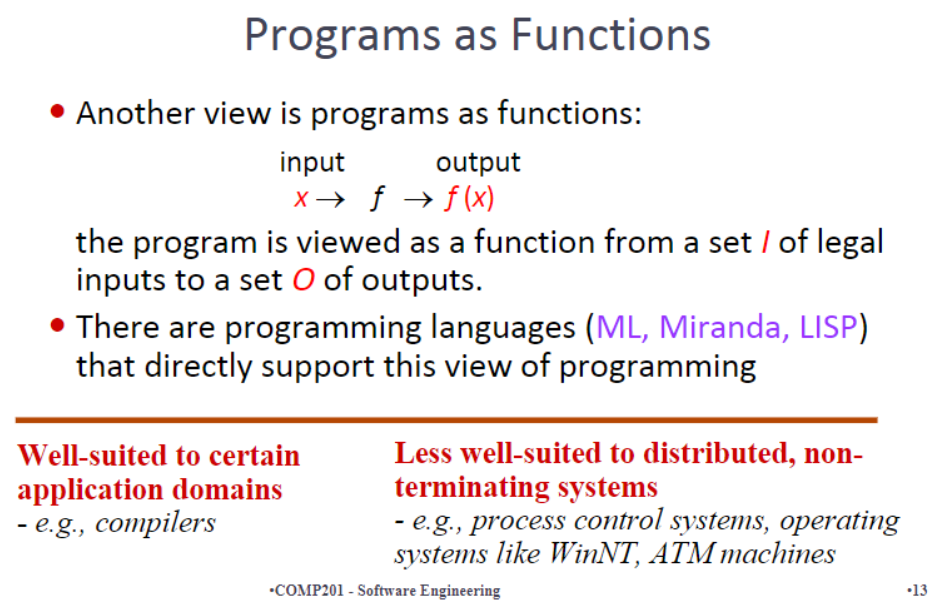 Programs as Functions
• Another view is programs as functions:
input output
x → f → f (x)
the program is viewed as a function from a set I of legal
inputs to a set O of outputs.
• There are programming languages (ML, Miranda, LISP)
that directly support this view of programming
Well-suited to certain
application domains
- e.g., compilers
Less well-suited to distributed, non-
terminating systems
- e.g., process control systems, operating
systems like WinNT, ATM machines
•COMP201 - Software Engineering
•13